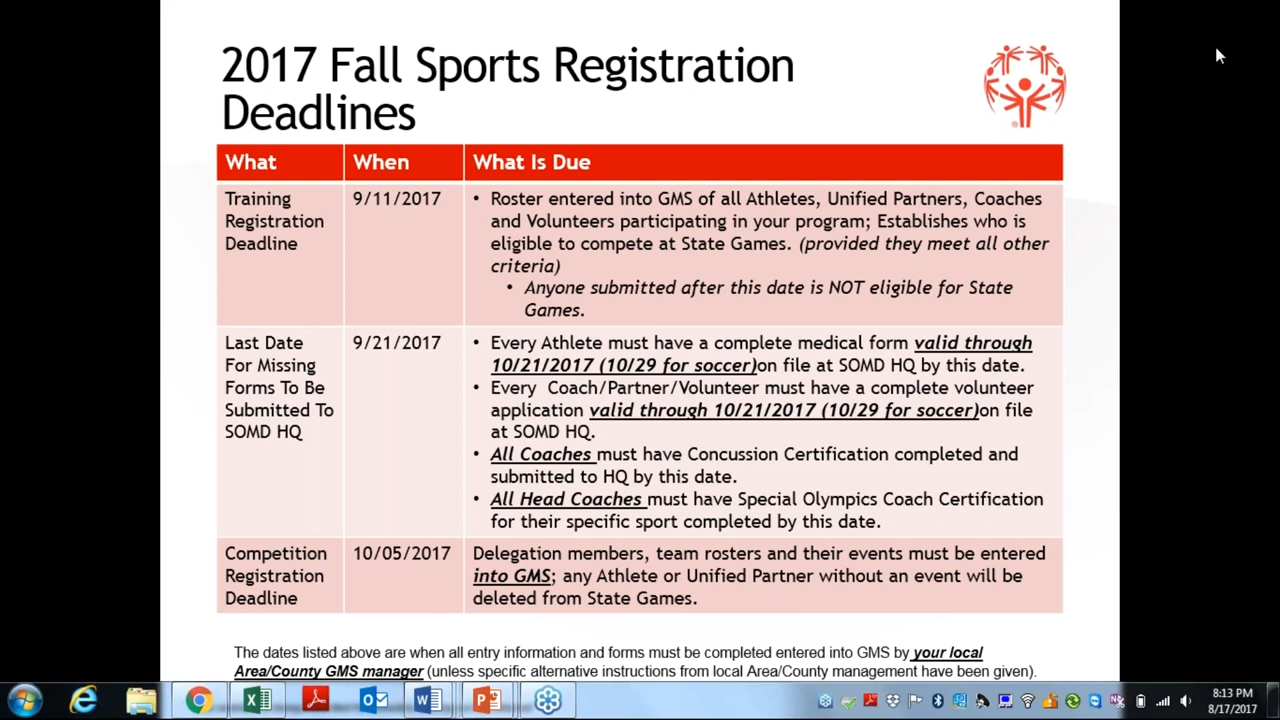 2017 Fall Sports Registration
Deadlines
What
When
What Is Due
Training
Registration
Deadline
9/11/2017
• Roster entered into GMS of all Athletes, Unified Partners, Coaches
and Volunteers participating in your program; Establishes who is
eligible to compete at State Games. (provided they meet all other
criteria)
• Anyone submitted after this date is NOT eligible for State
Games.
Last Date
For Missing
Forms To Be
Submitted To
SOMD HQ
9/21/2017
• Every Athlete must have a complete medical form valid through
10/21/2017 (10/29 for soccer)on file at SOMD HQ by this date.
• Every Coach/Partner/Volunteer must have a complete volunteer
application valid through 10/21/2017 (10/29 for soccer)on file
at SOMD HQ.
• All Coaches must have Concussion Certification completed and
submitted to HQ by this date.
• All Head Coaches must have Special Olympics Coach Certification
for their specific sport completed by this date.
Competition
Registration
Deadline
10/05/2017
Delegation members, team rosters and their events must be entered
into GMS; any Athlete or Unified Partner without an event will be
deleted from State Games.
The dates listed above are when all entry information and forms must be completed entered into GMS by your local
Area/County GMS manager (unless specific alternative instructions from local Area/County management have been given).
8:13 PM
8/17/2017